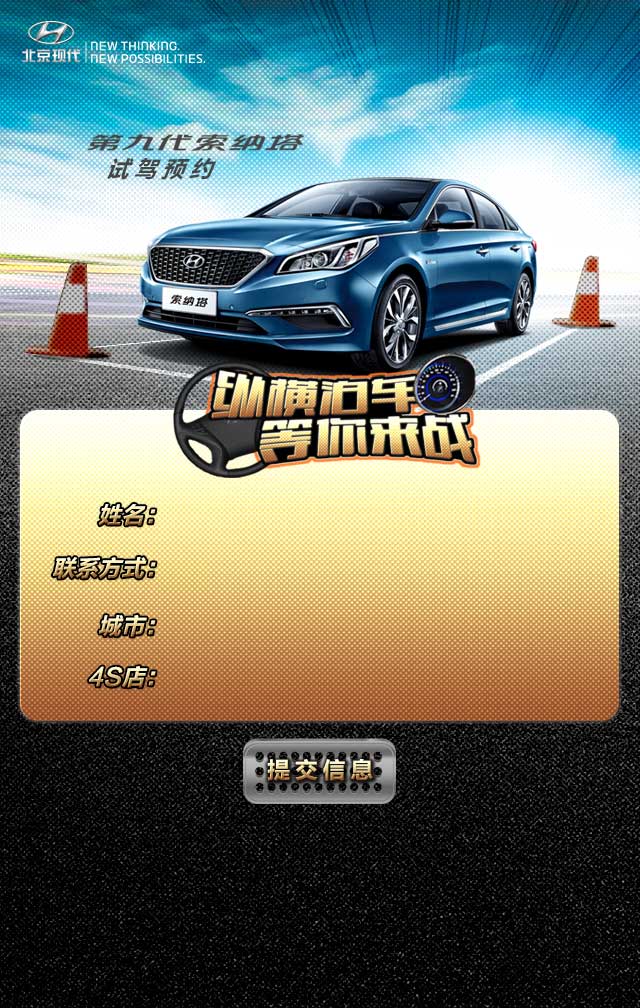 北京现代
NEW THINKING.
NEW POSSIBILITIES.
第九代索纳塔
试驾预约
索纳塔
纵横泊车
等你来战
姓名：
联系方式：
城市：
4S店：
提交信息